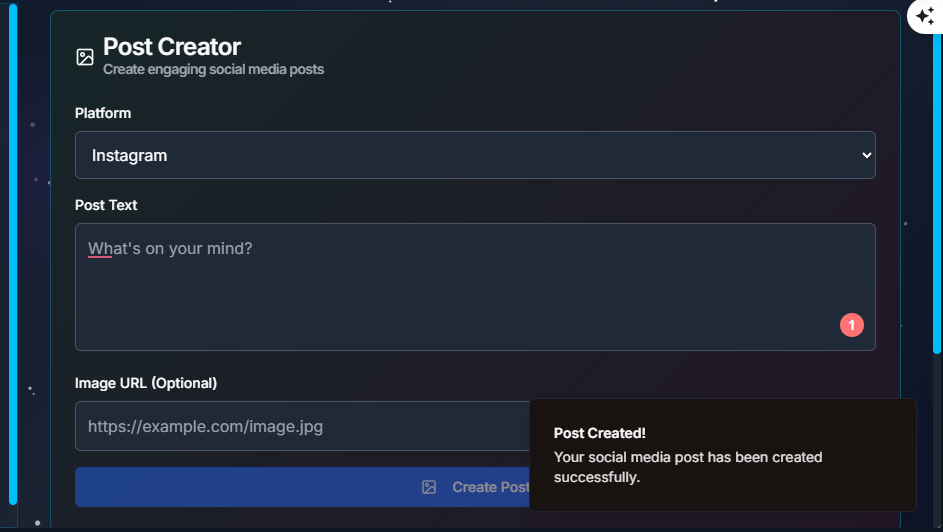 Post Creator
Create engaging social media posts
Platform
Instagram
Post Text
What's on your mind?
1
Image URL (Optional)
https://example.com/image.jpg
Create Post
Post Created!
Your social media post has been created
successfully.